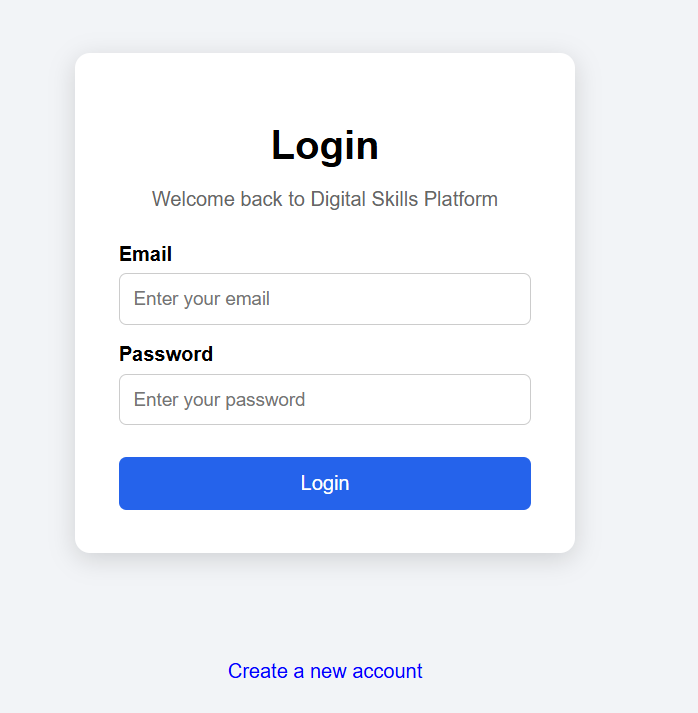 Login
Welcome back to Digital Skills Platform
Email
Enter your email
Password
Enter your password
Login
Create a new account